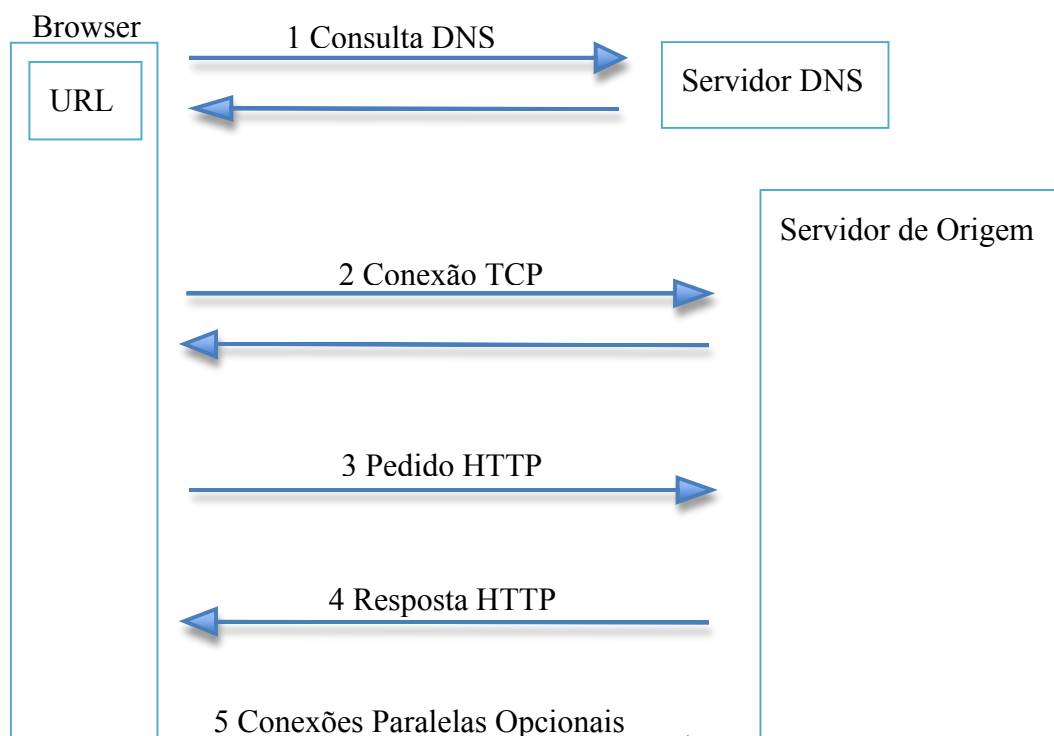 Browser
1 Consulta DNS
Servidor DNS
URL
Servidor de Origem
2 Conexão TCP
3 Pedido HTTP
4 Resposta HTTP
5 Conexões Paralelas Opcionais